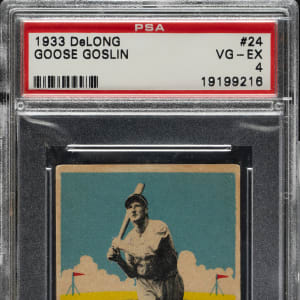 PSA
1933 DeLONG #24
GOOSE GOSLIN VG-EX
4
19199216